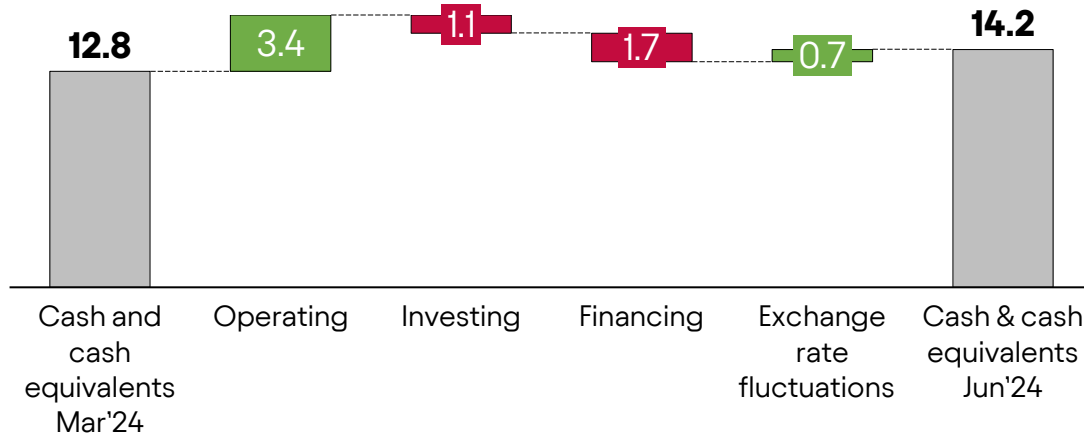 12.8
3.4
1.1
1.7
0.7
14.2
Cash and
cash
equivalents
Mar’24
Operating
Investing
Financing
Exchange
rate
fluctuations
Cash & cash
equivalents
Jun’24